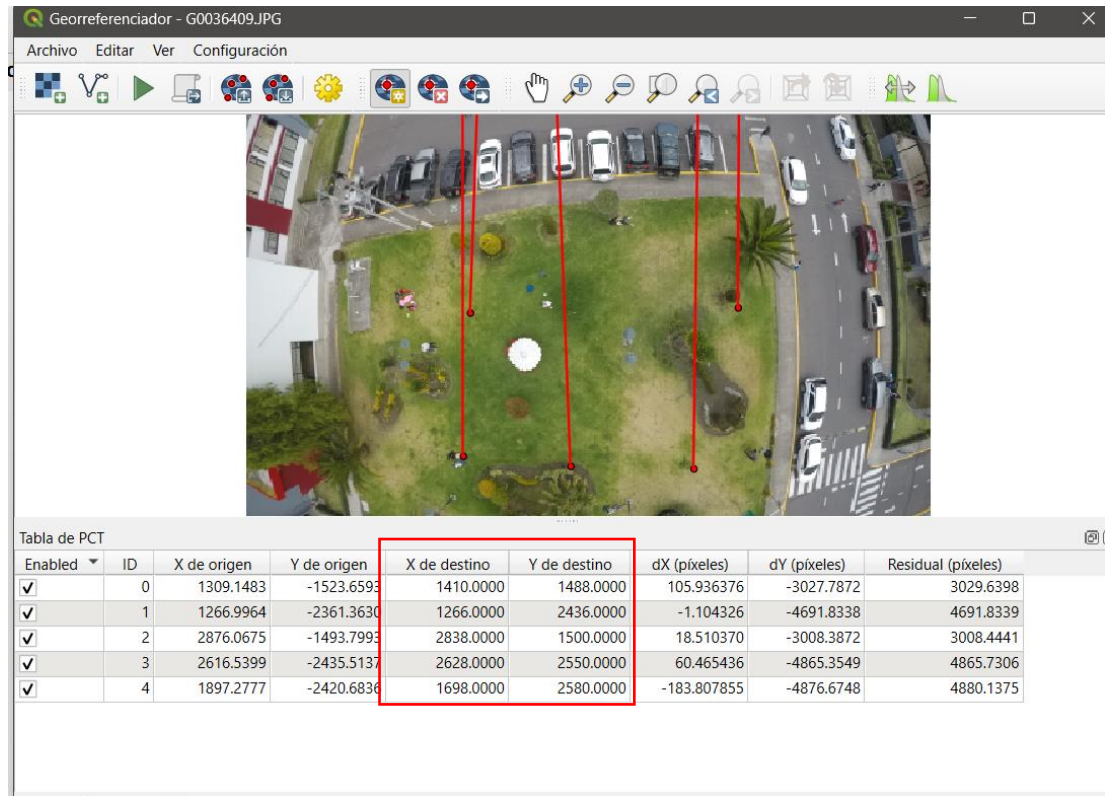 Georreferenciador - G0036409.JPG
Archivo Editar Ver Configuración
Tabla de PCT
Enabled ID X de origen Y de origen X de destino Y de destino dX (píxeles) dY (píxeles) Residual (píxeles)
0 1309.1483 -1523.6593 1410.0000 1488.0000 105.936376 -3027.7872 3029.6398
1 1266.9964 -2361.3630 1266.0000 2436.0000 -1.104326 -4691.8338 4691.8339
2 2876.0675 -1493.7993 2838.0000 1500.0000 18.510370 -3008.3872 3008.4441
3 2616.5399 -2435.5137 2628.0000 2550.0000 60.465436 -4865.3549 4865.7306
4 1897.2777 -2420.6836 1698.0000 2580.0000 -183.807855 -4876.6748 4880.1375